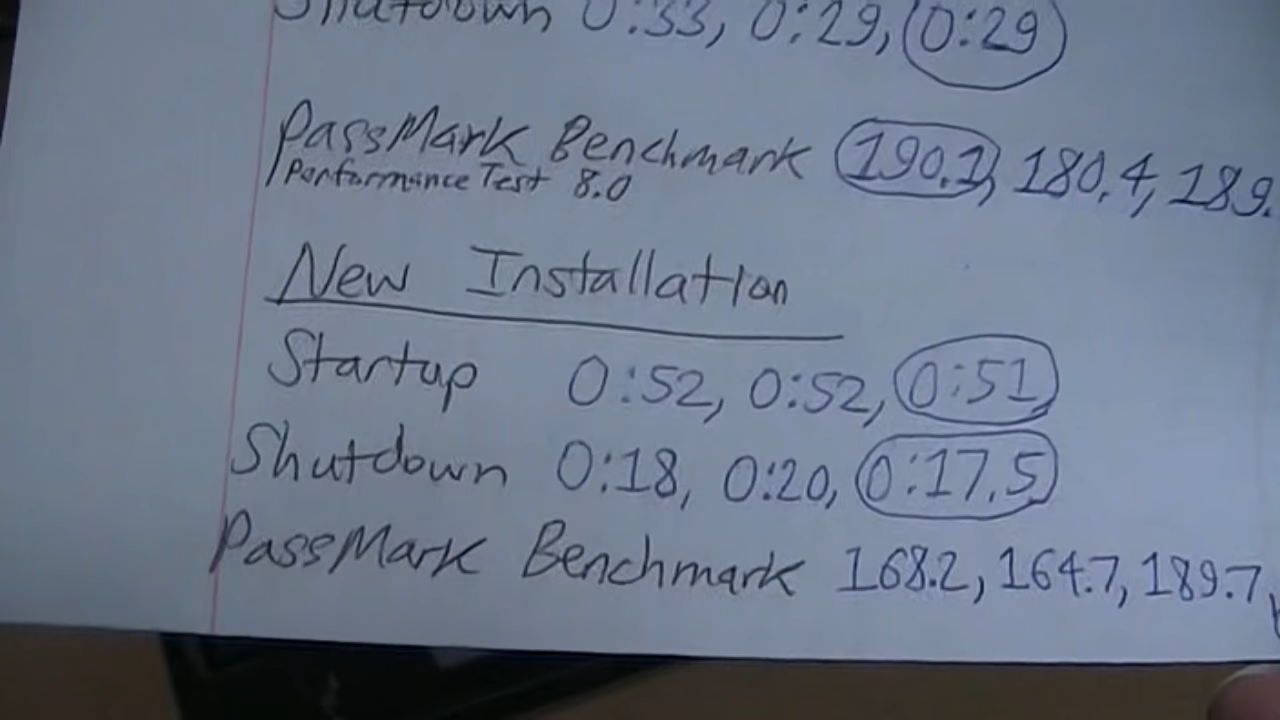 Shutdown 0:33, 0:29, 0:29
PassMark Benchmark 190.1, 180.4, 189.
Performance Test 8.0
New Installation
Startup 0:52, 0:52, 0:51
Shutdown 0:18, 0:20, 0:17.5
PassMark Benchmark 168.2, 164.7, 189.7,